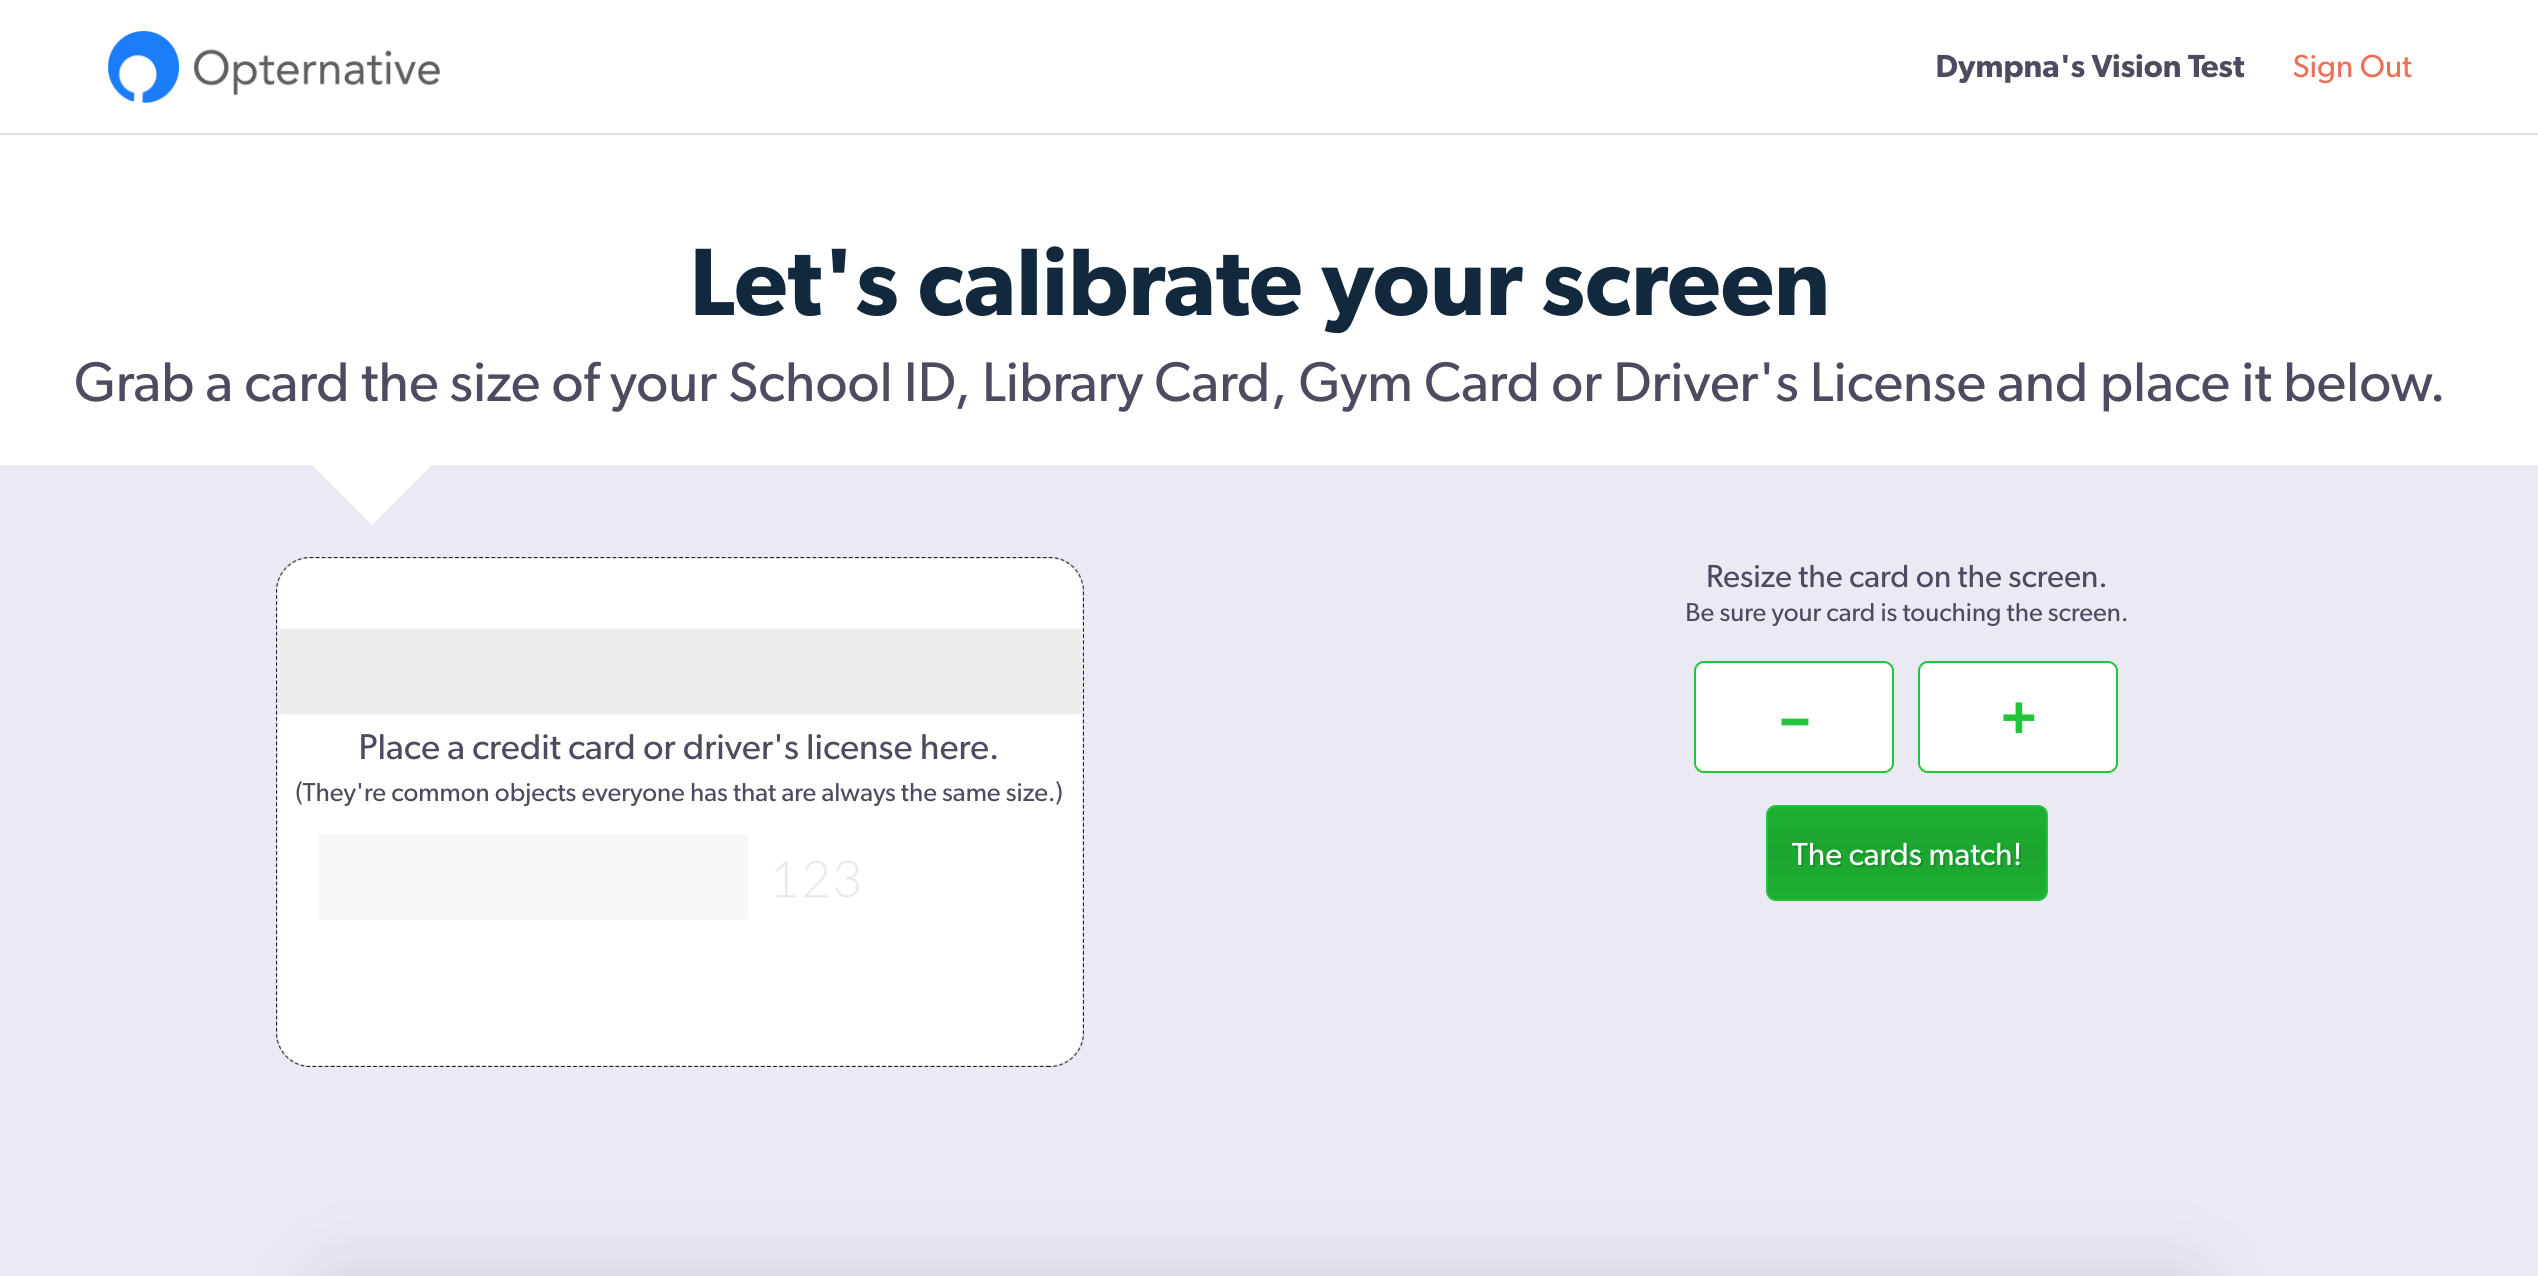 Opternative
Dympna's Vision Test
Sign Out
Let's calibrate your screen
Grab a card the size of your School ID, Library Card, Gym Card or Driver's License and place it below.
Place a credit card or driver's license here.
(They're common objects everyone has that are always the same size.)
123
Resize the card on the screen.
Be sure your card is touching the screen.
– +
The cards match!